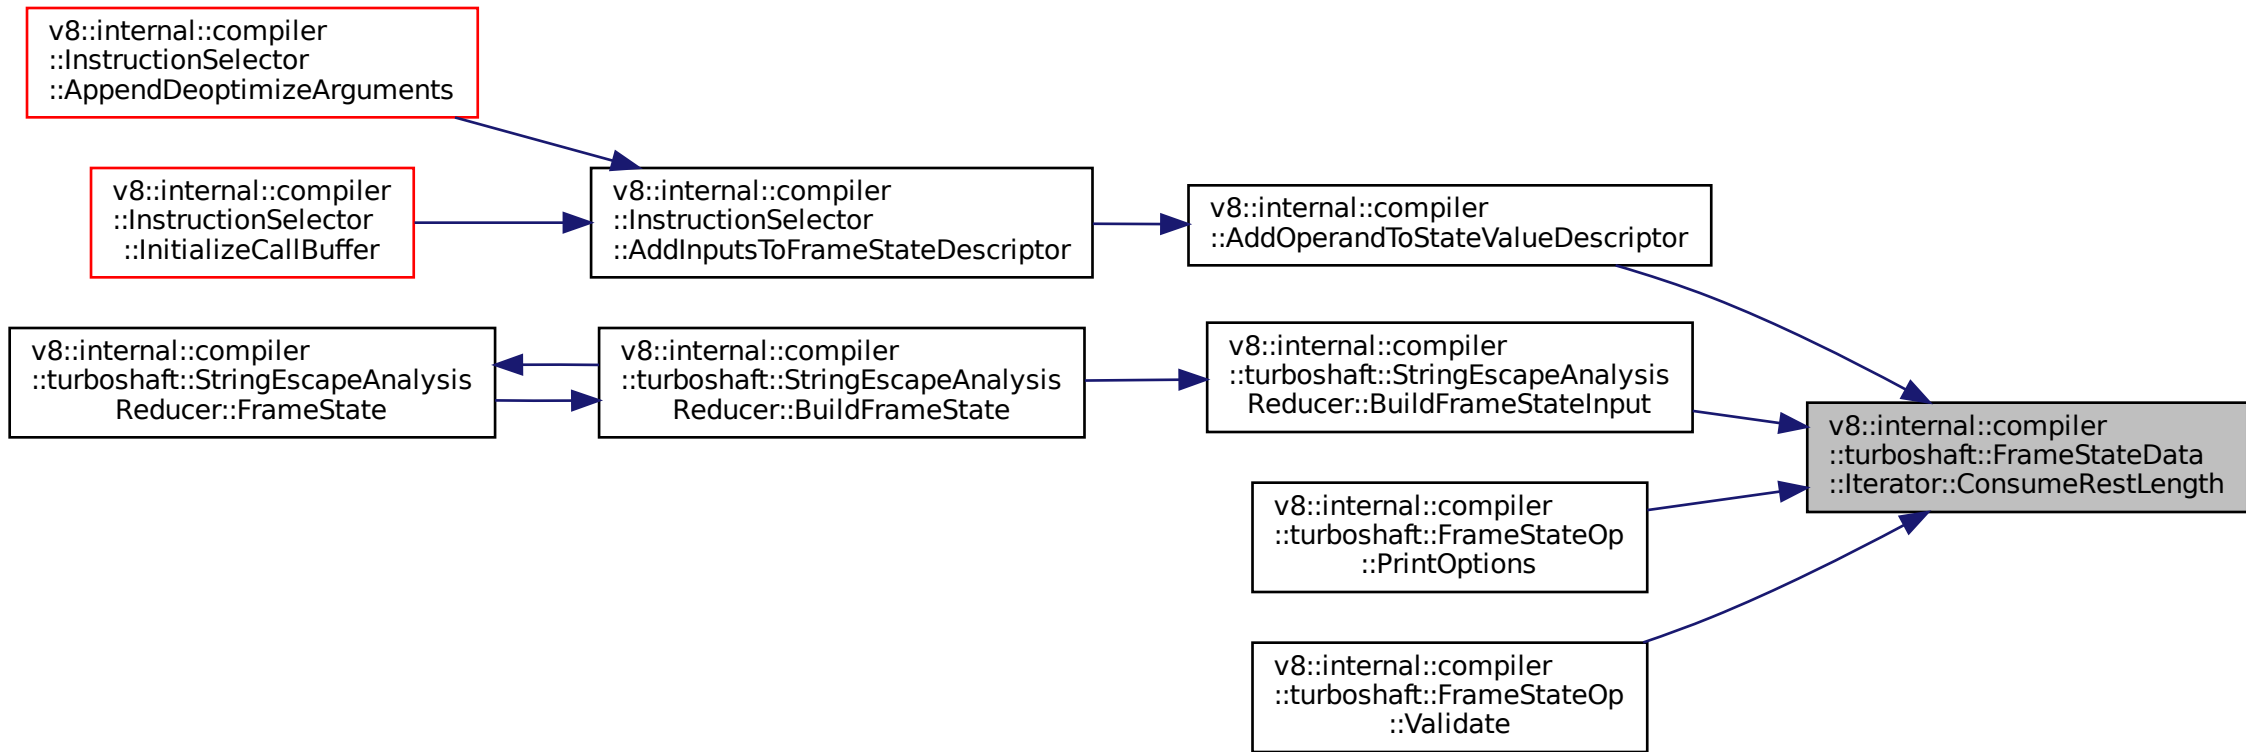 v8::internal::compiler
::InstructionSelector
::AppendDeoptimizeArguments
v8::internal::compiler
::InstructionSelector
::InitializeCallBuffer
v8::internal::compiler
::InstructionSelector
::AddInputsToFrameStateDescriptor
v8::internal::compiler
::AddOperandToStateValueDescriptor
v8::internal::compiler
::turboshaft::StringEscapeAnalysis
Reducer::FrameState
v8::internal::compiler
::turboshaft::StringEscapeAnalysis
Reducer::BuildFrameState
v8::internal::compiler
::turboshaft::StringEscapeAnalysis
Reducer::BuildFrameStateInput
v8::internal::compiler
::turboshaft::FrameStateData
::Iterator::ConsumeRestLength
v8::internal::compiler
::turboshaft::FrameStateOp
::PrintOptions
v8::internal::compiler
::turboshaft::FrameStateOp
::Validate